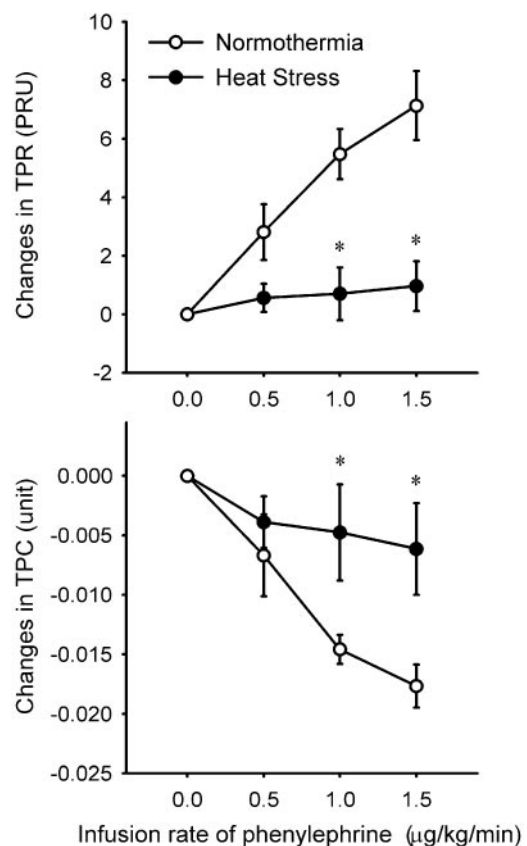 10
Normothermia
Heat Stress
8
6
4
2
0
-2
Changes in TPR (PRU)
*
*
0.0 0.5 1.0 1.5
0.000
-0.005
-0.010
-0.015
-0.020
-0.025
Changes in TPC (unit)
*
*
0.0 0.5 1.0 1.5
Infusion rate of phenylephrine (μg/kg/min)